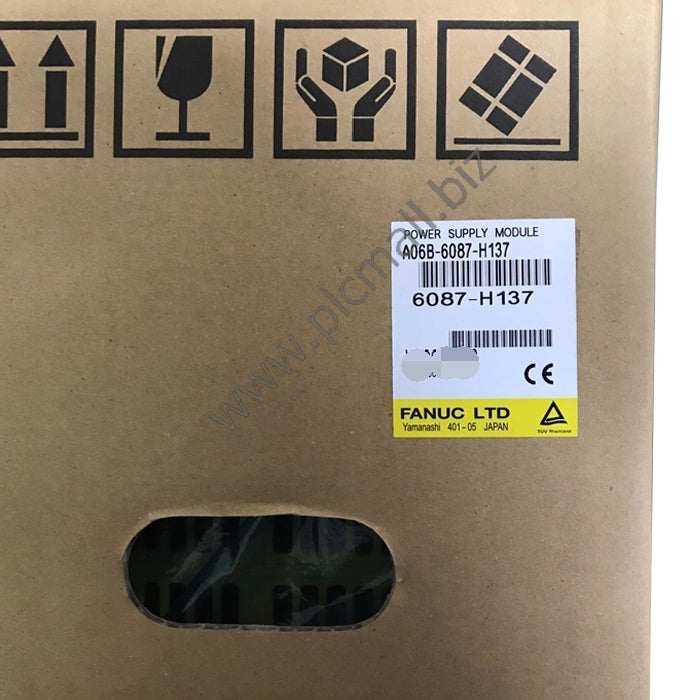 POWER SUPPLY MODULE
A06B-6087-H137
6087-H137
CE
FANUC LTD
Yamanashi 401-05 JAPAN
TÜV Rheinland
www.plcmall.biz